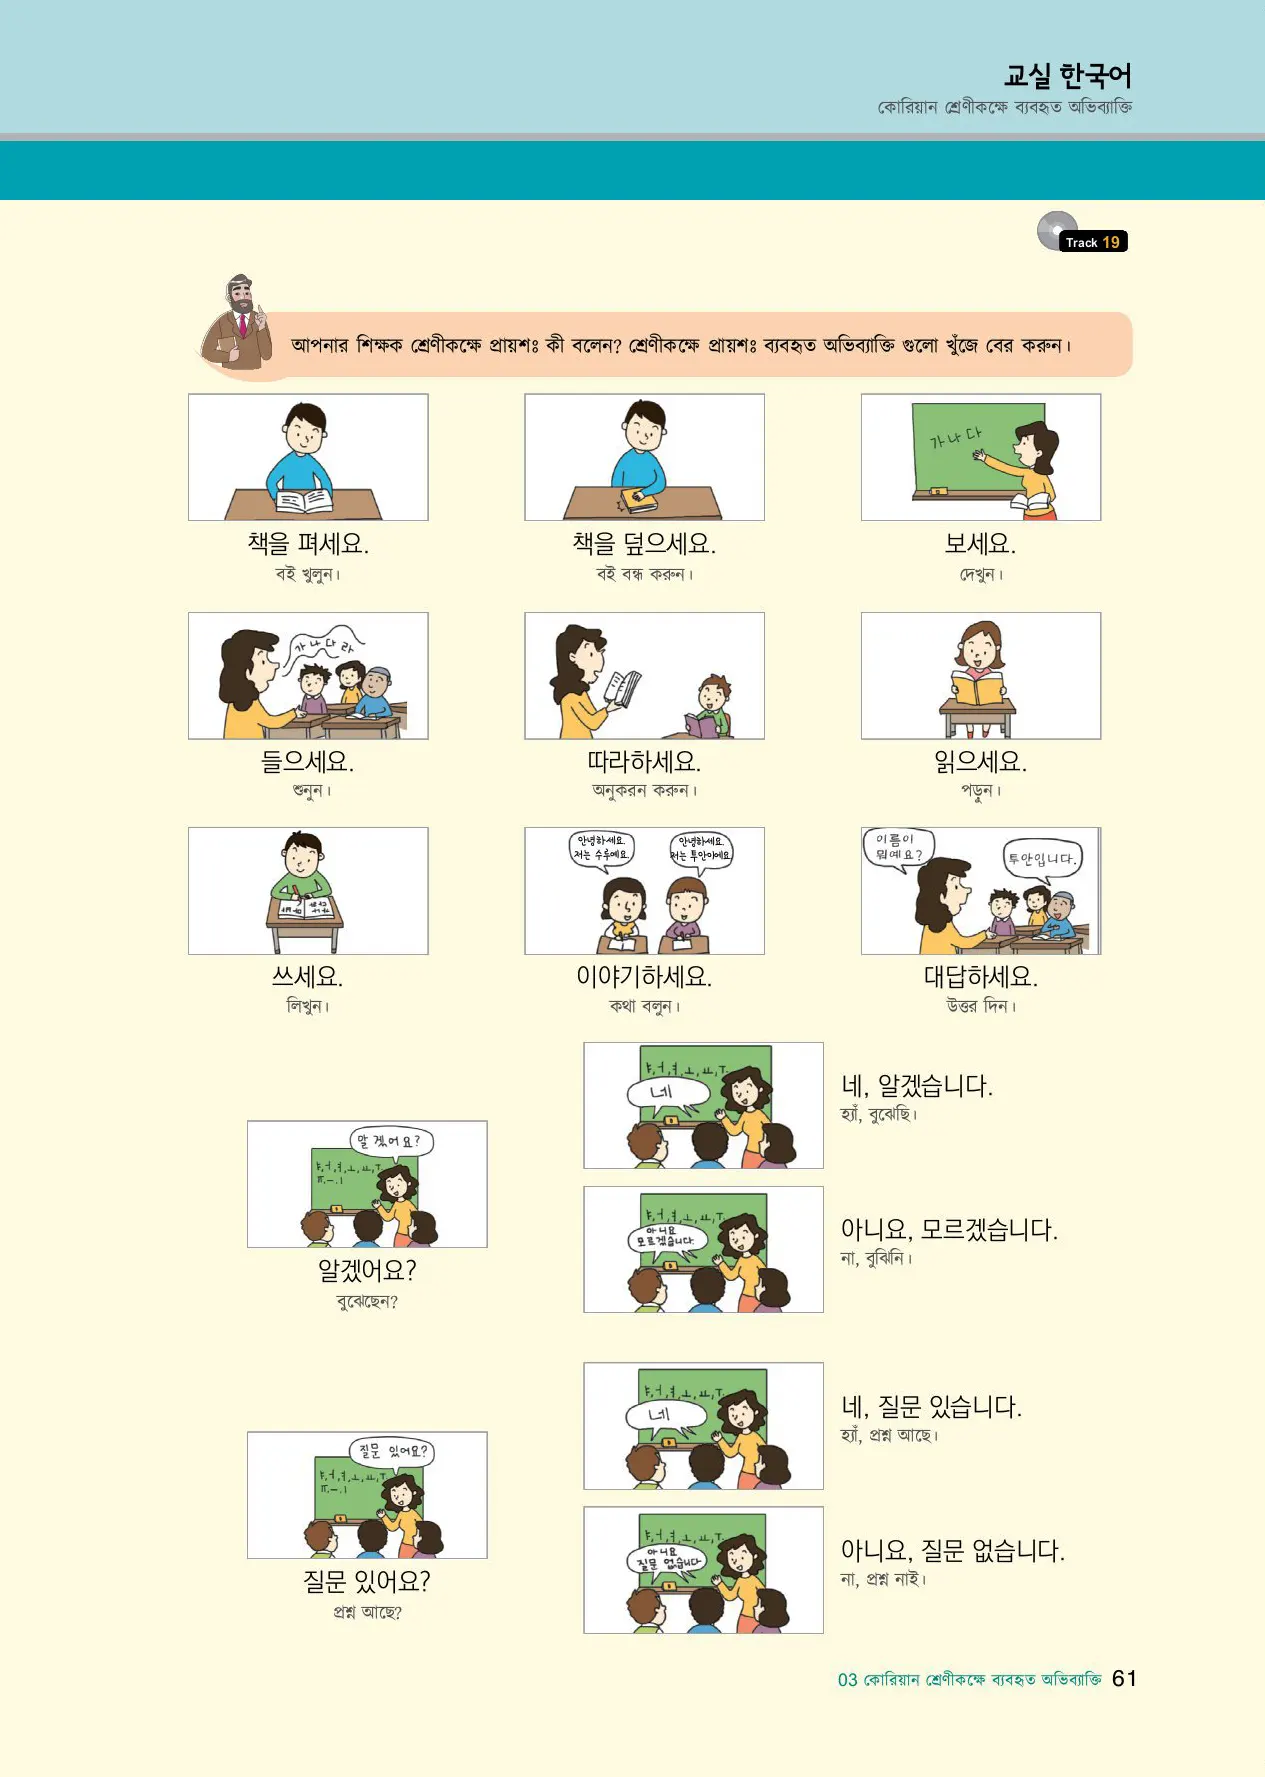 교실 한국어
কোরিয়ান শ্রেণীকক্ষে ব্যবহৃত অভিব্যাক্তি
Track 19
আপনার শিক্ষক শ্রেণীকক্ষে প্রায়শঃ কী বলেন? শ্রেণীকক্ষে প্রায়শঃ ব্যবহৃত অভিব্যাক্তি গুলো খুঁজে বের করুন।
가 나 다
책을 펴세요.
বই খুলুন।
책을 덮으세요.
বই বন্ধ করুন।
보세요.
দেখুন।
가 나 다 라
들으세요.
শুনুন।
따라하세요.
অনুকরন করুন।
읽으세요.
পড়ুন।
안녕하세요.
저는 수루예요.
안녕하세요.
저는 투안이에요.
이름이
뭐예요?
투안입니다.
쓰세요.
লিখুন।
이야기하세요.
কথা বলুন।
대답하세요.
উত্তর দিন।
알겠어요?
ㅑ,ㅓ,ㅕ,ㅗ,ㅛ,ㅜ,
ㅠ,ㅡ,ㅣ
알겠어요?
বুঝেছেন?
ㅑ,ㅓ,ㅕ,ㅗ,ㅛ,ㅜ,
네
네, 알겠습니다.
হ্যাঁ, বুঝেছি।
ㅑ,ㅓ,ㅕ,ㅗ,ㅛ,ㅜ,
아니요
모르겠습니다.
아니요, 모르겠습니다.
না, বুঝিনি।
질문 있어요?
ㅑ,ㅓ,ㅕ,ㅗ,ㅛ,ㅜ,
ㅠ,ㅡ,ㅣ
질문 있어요?
প্রশ্ন আছে?
ㅑ,ㅓ,ㅕ,ㅗ,ㅛ,ㅜ,
네
네, 질문 있습니다.
হ্যাঁ, প্রশ্ন আছে।
ㅑ,ㅓ,ㅕ,ㅗ,ㅛ,ㅜ,
아니요
질문 없습니다
아니요, 질문 없습니다.
না, প্রশ্ন নাই।
03 কোরিয়ান শ্রেণীকক্ষে ব্যবহৃত অভিব্যাক্তি 61